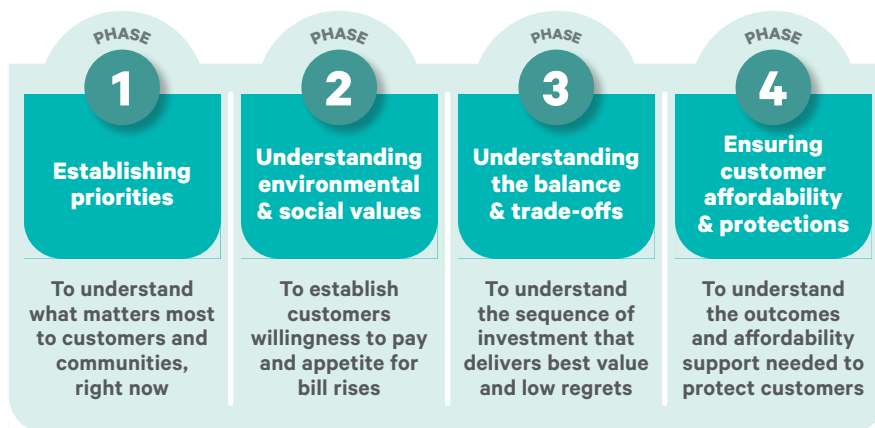 PHASE
1
Establishing
priorities
To understand
what matters most
to customers and
communities,
right now
PHASE
2
Understanding
environmental
& social values
To establish
customers
willingness to pay
and appetite for
bill rises
PHASE
3
Understanding
the balance
& trade-offs
To understand
the sequence of
investment that
delivers best value
and low regrets
PHASE
4
Ensuring
customer
affordability
& protections
To understand
the outcomes
and affordability
support needed to
protect customers